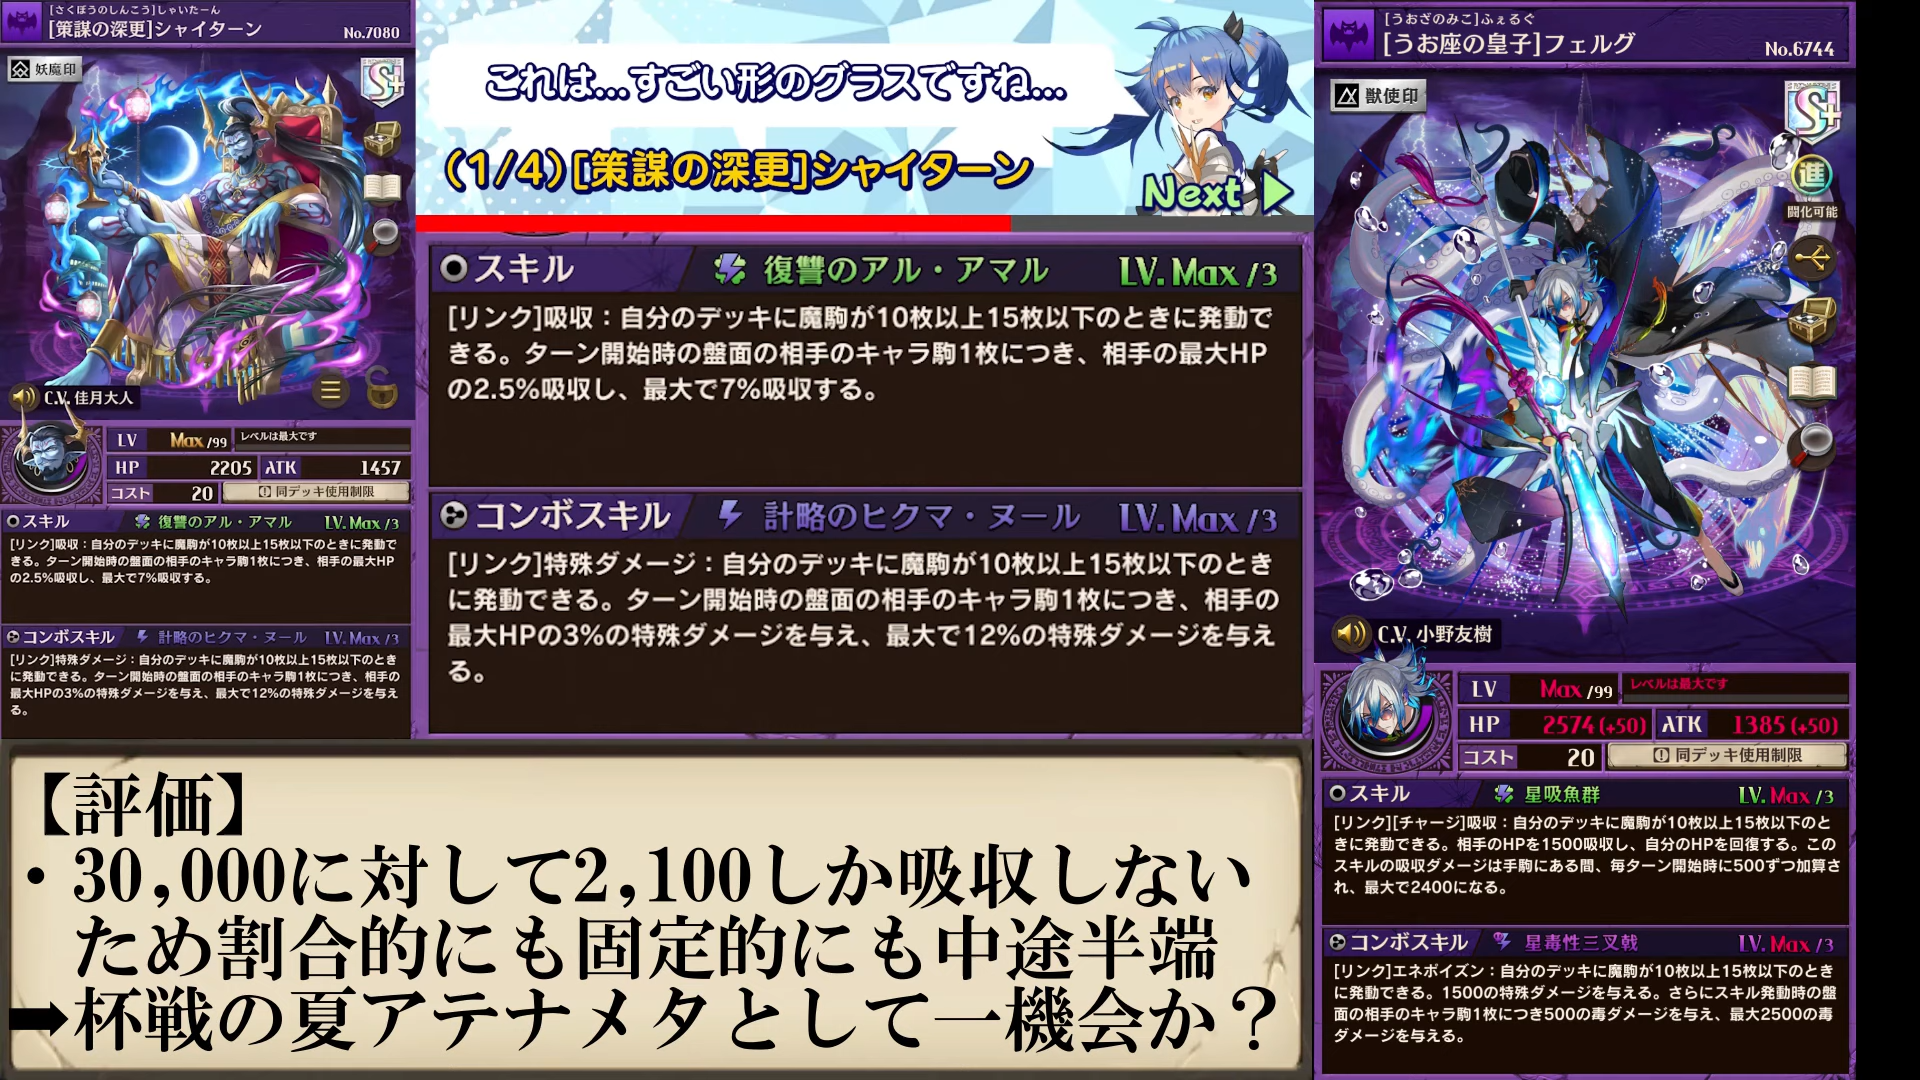 [さくぼうのしんこう]しゃいたーん
[策謀の深更]シャイターン
No.7080
妖魔印
S+
C.V. 佳月大人
LV Max /99 レベルは最大です
HP 2205 ATK 1457
コスト 20 同デッキ使用制限
スキル 復讐のアル・アマル LV. Max /3
[リンク]吸収：自分のデッキに魔駒が10枚以上15枚以下のときに発動で
きる。ターン開始時の盤面の相手のキャラ駒1枚につき、相手の最大HP
の2.5%吸収し、最大で7%吸収する。
コンボスキル 計略のヒクマ・ヌール LV. Max /3
[リンク]特殊ダメージ：自分のデッキに魔駒が10枚以上15枚以下のとき
に発動できる。ターン開始時の盤面の相手のキャラ駒1枚につき、相手の
最大HPの3%の特殊ダメージを与え、最大で12%の特殊ダメージを与え
る。
これは...すごい形のグラスですね...
(1/4)[策謀の深更]シャイターン
Next
スキル 復讐のアル・アマル LV. Max /3
[リンク]吸収：自分のデッキに魔駒が10枚以上15枚以下のときに発動で
きる。ターン開始時の盤面の相手のキャラ駒1枚につき、相手の最大HP
の2.5%吸収し、最大で7%吸収する。
コンボスキル 計略のヒクマ・ヌール LV. Max /3
[リンク]特殊ダメージ：自分のデッキに魔駒が10枚以上15枚以下のとき
に発動できる。ターン開始時の盤面の相手のキャラ駒1枚につき、相手の
最大HPの3%の特殊ダメージを与え、最大で12%の特殊ダメージを与え
る。
【評価】
・30,000に対して2,100しか吸収しない
ため割合的にも固定的にも中途半端
➡杯戦の夏アテナメタとして一機会か？
[うおざのみこ]ふぇるぐ
[うお座の皇子]フェルグ
No.6744
獣使印
S+
進
闘化可能
C.V. 小野友樹
LV Max /99 レベルは最大です
HP 2574 (+50) ATK 1385 (+50)
コスト 20 同デッキ使用制限
スキル 星吸魚群 LV. Max /3
[リンク][チャージ]吸収：自分のデッキに魔駒が10枚以上15枚以下のと
きに発動できる。相手のHPを1500吸収し、自分のHPを回復する。この
スキルの吸収ダメージは手駒にある間、毎ターン開始時に500ずつ加算さ
れ、最大で2400になる。
コンボスキル 星毒性三叉戟 LV. Max /3
[リンク]エネポイズン：自分のデッキに魔駒が10枚以上15枚以下のとき
に発動できる。1500の特殊ダメージを与える。さらにスキル発動時の盤
面の相手のキャラ駒1枚につき500の毒ダメージを与え、最大2500の毒
ダメージを与える。